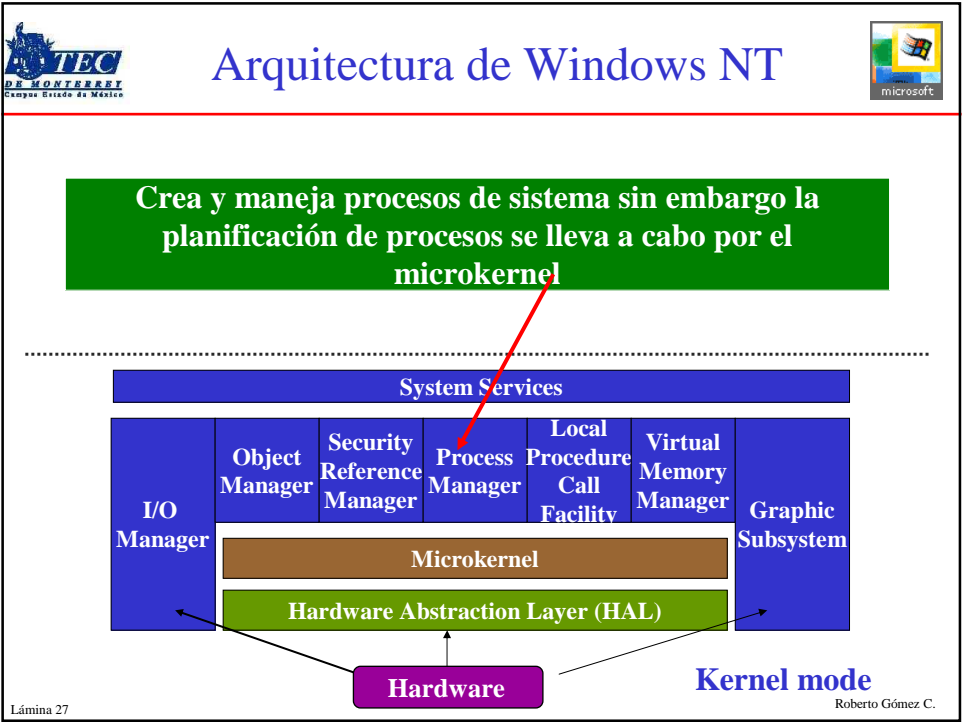 TEC
DE MONTERREY
Campus Estado de México
Arquitectura de Windows NT
microsoft
Crea y maneja procesos de sistema sin embargo la
planificación de procesos se lleva a cabo por el
microkernel
System Services
I/O
Manager
Object
Manager
Security
Reference
Manager
Process
Manager
Local
Procedure
Call
Facility
Virtual
Memory
Manager
Graphic
Subsystem
Microkernel
Hardware Abstraction Layer (HAL)
Hardware
Kernel mode
Lámina 27
Roberto Gómez C.